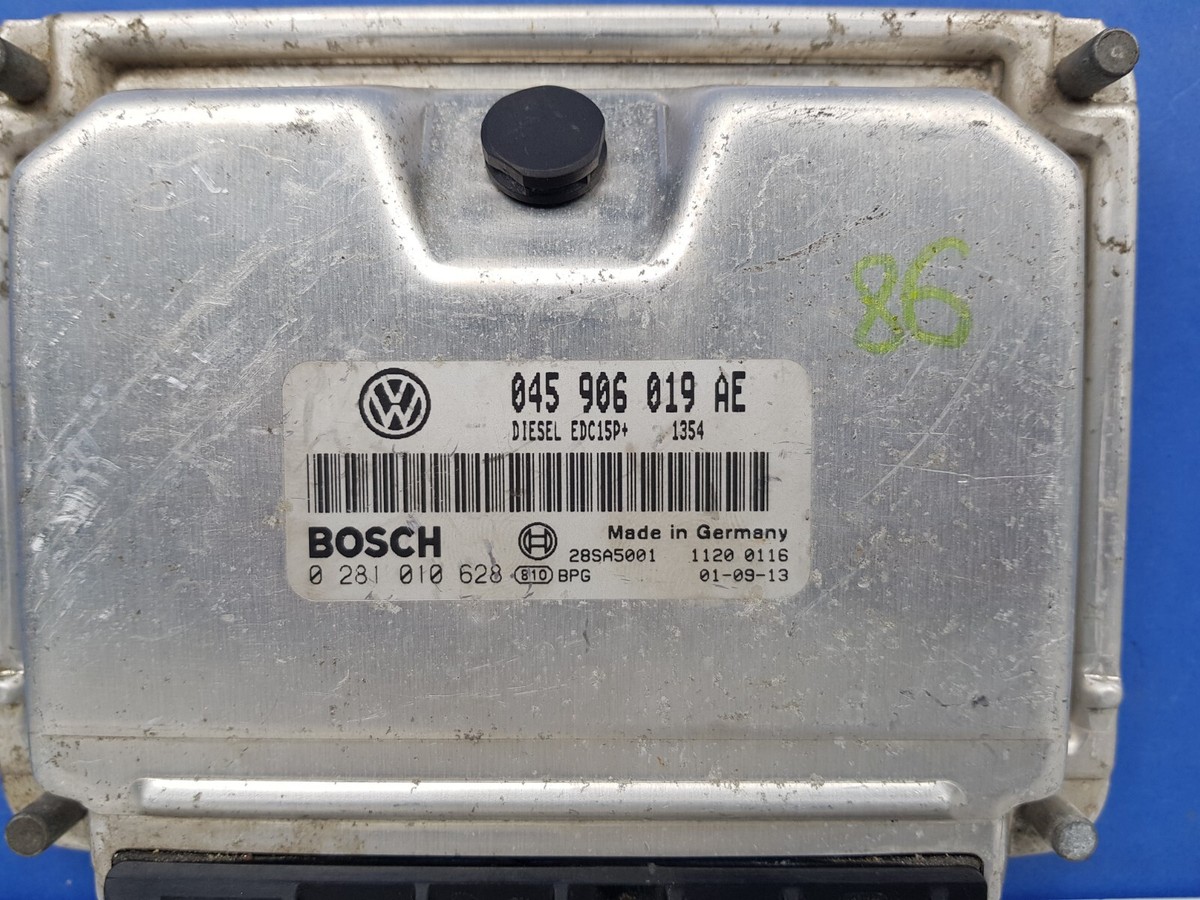 86
VW
045 906 019 AE
DIESEL EDC15P+ 1354
BOSCH
Made in Germany
28SA5001 1120 0116
0 281 010 628 810 BPG 01-09-13